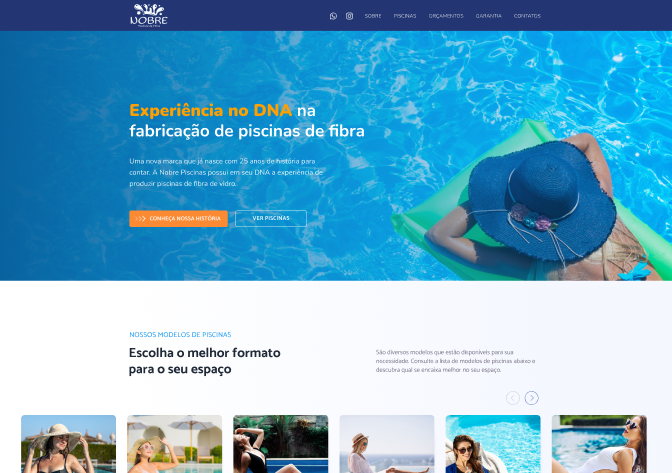 NOBRE
SOBRE
PISCINAS
ORÇAMENTOS
GARANTIA
CONTATOS
Experiência no DNA na
fabricação de piscinas de fibra
Uma nova marca que já nasce com 25 anos de história para
contar. A Nobre Piscinas possui em seu DNA a experiência de
produzir piscinas de fibra de vidro.
CONHEÇA NOSSA HISTÓRIA
VER PISCINAS
NOSSOS MODELOS DE PISCINAS
Escolha o melhor formato
para o seu espaço
São diversos modelos que estão disponíveis para sua
necessidade. Consulte a lista de modelos de piscinas abaixo e
descubra qual se encaixa melhor no seu espaço.